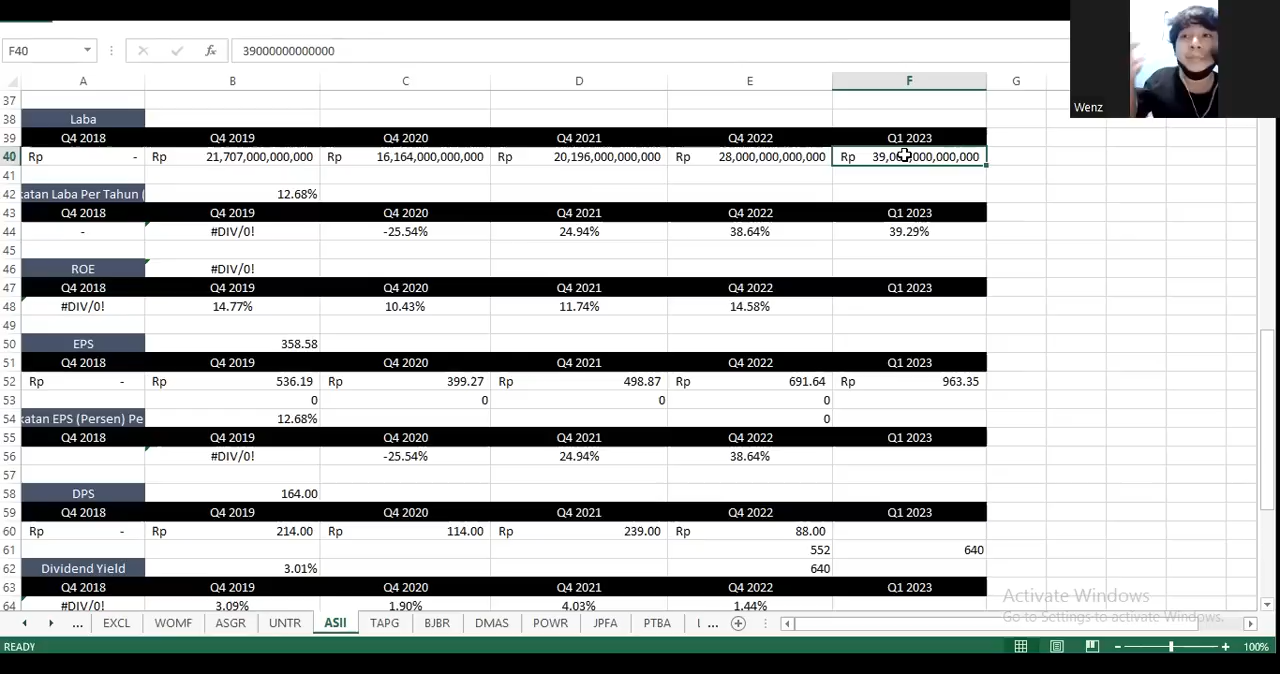 F40 fx 39000000000000
Wenz
A B C D E F G
37
38 Laba
39 Q4 2018 Q4 2019 Q4 2020 Q4 2021 Q4 2022 Q1 2023
40 Rp - Rp 21,707,000,000,000 Rp 16,164,000,000,000 Rp 20,196,000,000,000 Rp 28,000,000,000,000 Rp 39,000,000,000,000
41
42 katan Laba Per Tahun ( 12.68%
43 Q4 2018 Q4 2019 Q4 2020 Q4 2021 Q4 2022 Q1 2023
44 - #DIV/0! -25.54% 24.94% 38.64% 39.29%
45
46 ROE #DIV/0!
47 Q4 2018 Q4 2019 Q4 2020 Q4 2021 Q4 2022 Q1 2023
48 #DIV/0! 14.77% 10.43% 11.74% 14.58%
49
50 EPS 358.58
51 Q4 2018 Q4 2019 Q4 2020 Q4 2021 Q4 2022 Q1 2023
52 Rp - Rp 536.19 Rp 399.27 Rp 498.87 Rp 691.64 Rp 963.35
53 0 0 0 0
54 katan EPS (Persen) Pe 12.68% 0
55 Q4 2018 Q4 2019 Q4 2020 Q4 2021 Q4 2022 Q1 2023
56 #DIV/0! -25.54% 24.94% 38.64%
57
58 DPS 164.00
59 Q4 2018 Q4 2019 Q4 2020 Q4 2021 Q4 2022 Q1 2023
60 Rp - Rp 214.00 Rp 114.00 Rp 239.00 Rp 88.00
61 552 640
62 Dividend Yield 3.01% 640
63 Q4 2018 Q4 2019 Q4 2020 Q4 2021 Q4 2022 Q1 2023
64 #DIV/0! 3.09% 1.90% 4.03% 1.44%
Activate Windows
Go to Settings to activate Windows.
... EXCL WOMF ASGR UNTR ASII TAPG BJBR DMAS POWR JPFA PTBA ...
READY 100%